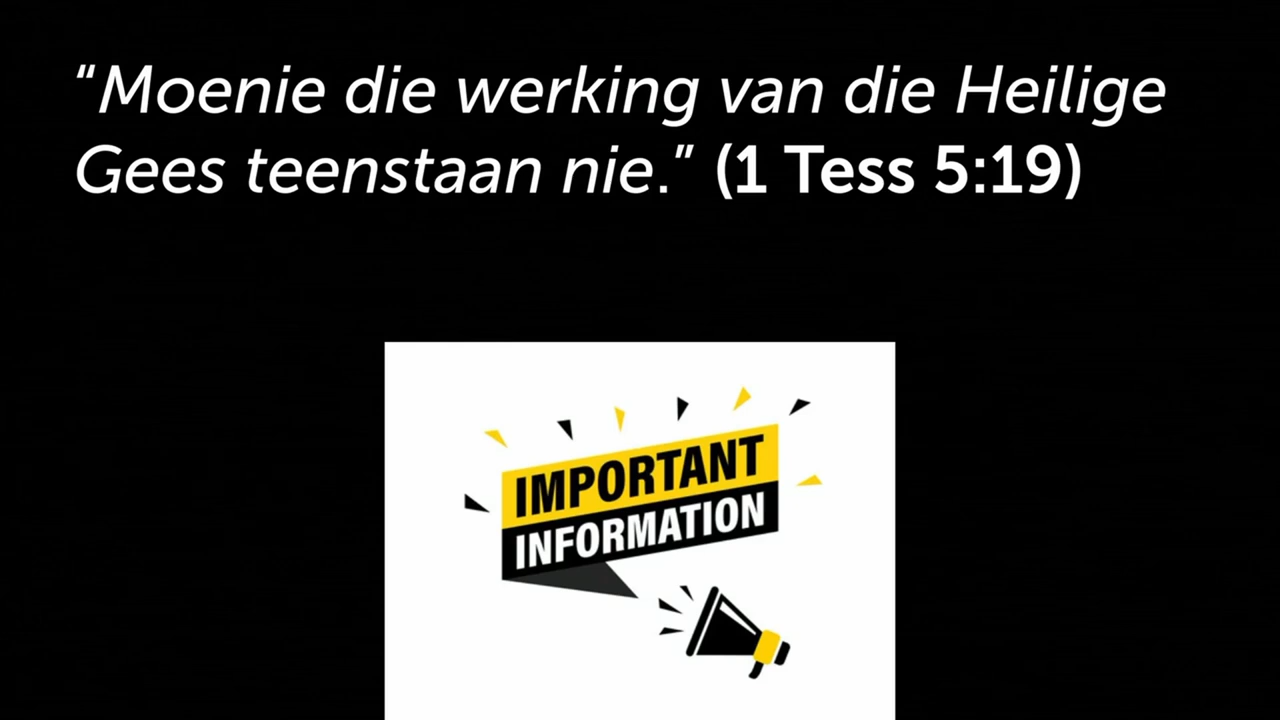 “Moenie die werking van die Heilige
Gees teenstaan nie.” (1 Tess 5:19)
IMPORTANT
INFORMATION